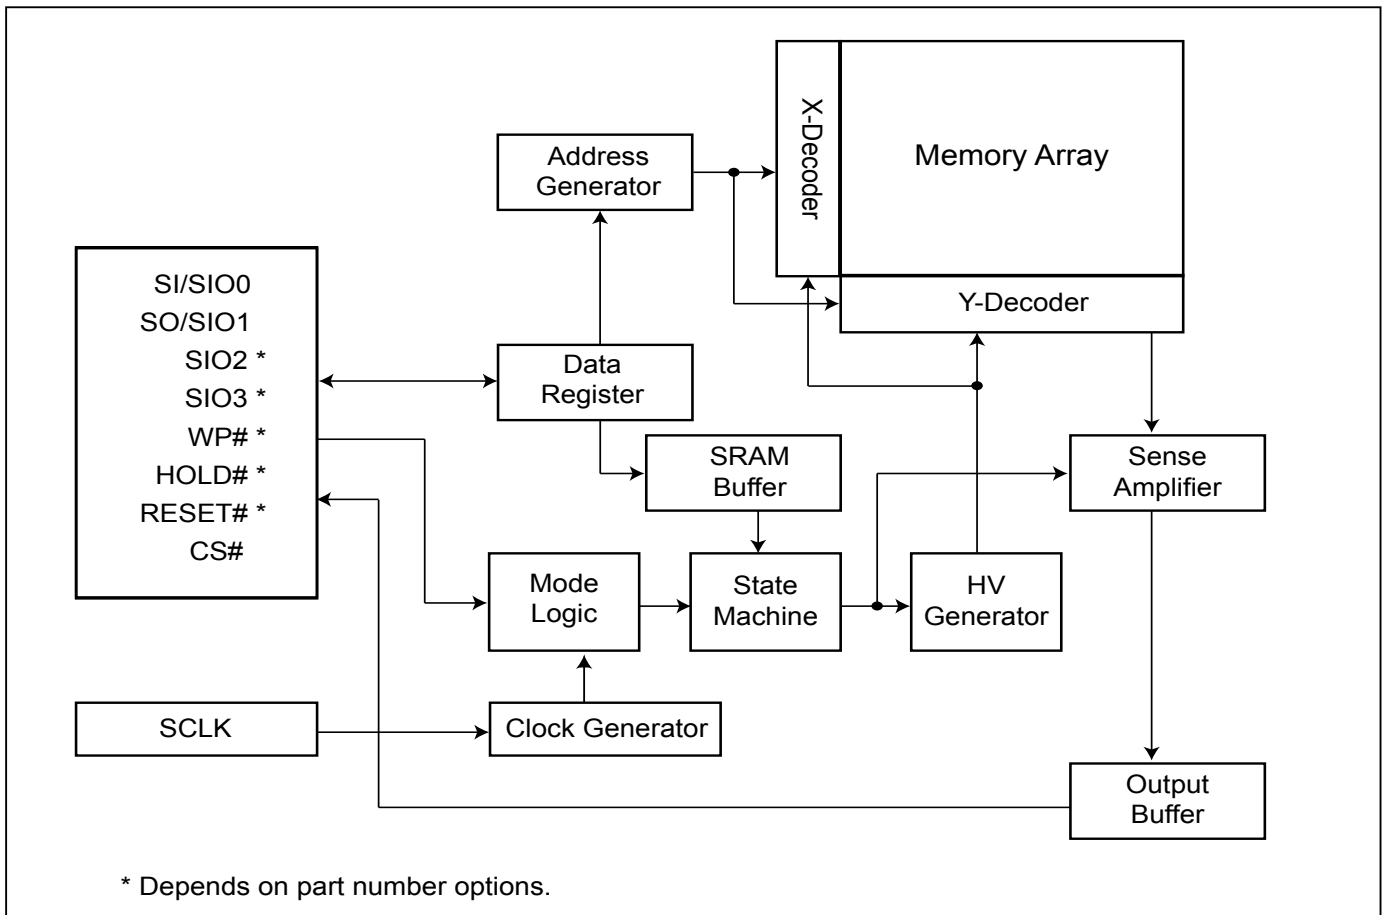 X-Decoder
Memory Array
Address
Generator
SI/SIO0
SO/SIO1
SIO2 *
SIO3 *
WP# *
HOLD# *
RESET# *
CS#
Y-Decoder
Data
Register
SRAM
Buffer
Sense
Amplifier
Mode
Logic
State
Machine
HV
Generator
SCLK
Clock Generator
Output
Buffer
* Depends on part number options.